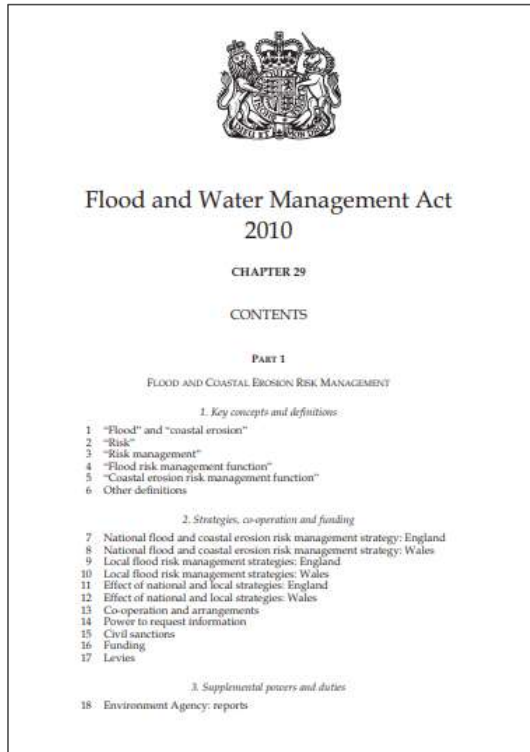 DIEU ET MON DROIT
Flood and Water Management Act
2010
CHAPTER 29
CONTENTS
PART 1
FLOOD AND COASTAL EROSION RISK MANAGEMENT
1. Key concepts and definitions
1 "Flood" and "coastal erosion"
2 "Risk"
3 "Risk management"
4 "Flood risk management function"
5 "Coastal erosion risk management function"
6 Other definitions
2. Strategies, co-operation and funding
7 National flood and coastal erosion risk management strategy: England
8 National flood and coastal erosion risk management strategy: Wales
9 Local flood risk management strategies: England
10 Local flood risk management strategies: Wales
11 Effect of national and local strategies: England
12 Effect of national and local strategies: Wales
13 Co-operation and arrangements
14 Power to request information
15 Civil sanctions
16 Funding
17 Levies
3. Supplemental powers and duties
18 Environment Agency: reports